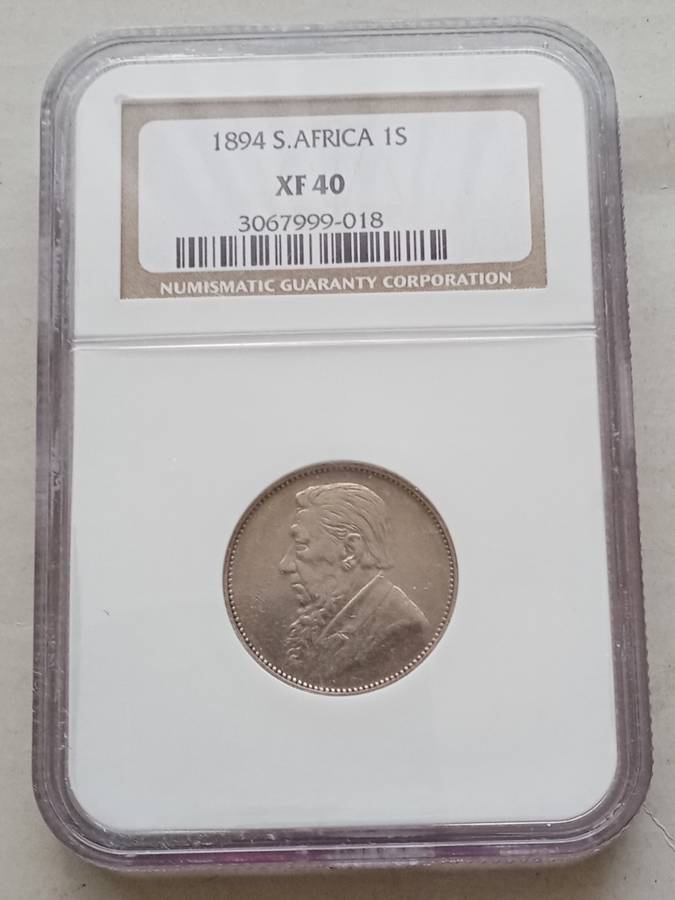 1894 S.AFRICA 1S
XF 40
3067999-018
NUMISMATIC GUARANTY CORPORATION